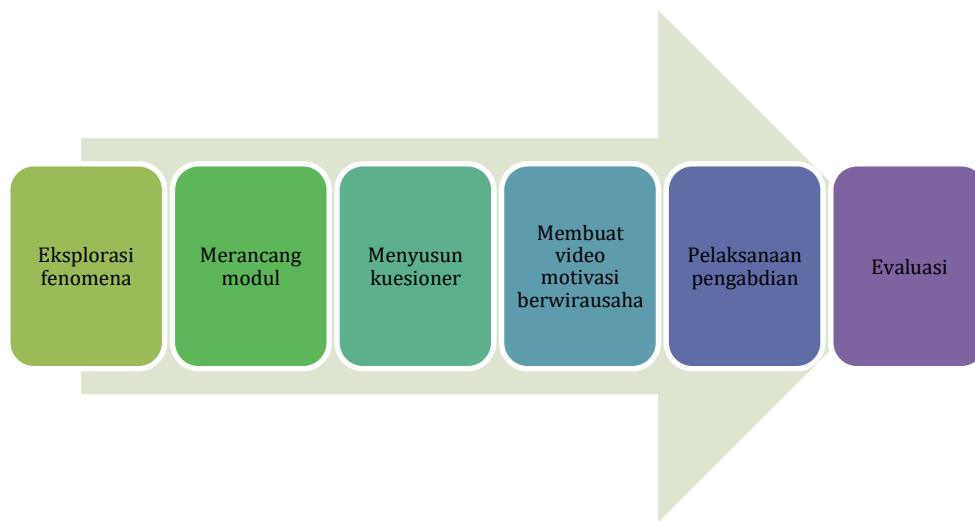 Eksplorasi
fenomena
Merancang
modul
Menyusun
kuesioner
Membuat
video
motivasi
berwirausaha
Pelaksanaan
pengabdian
Evaluasi